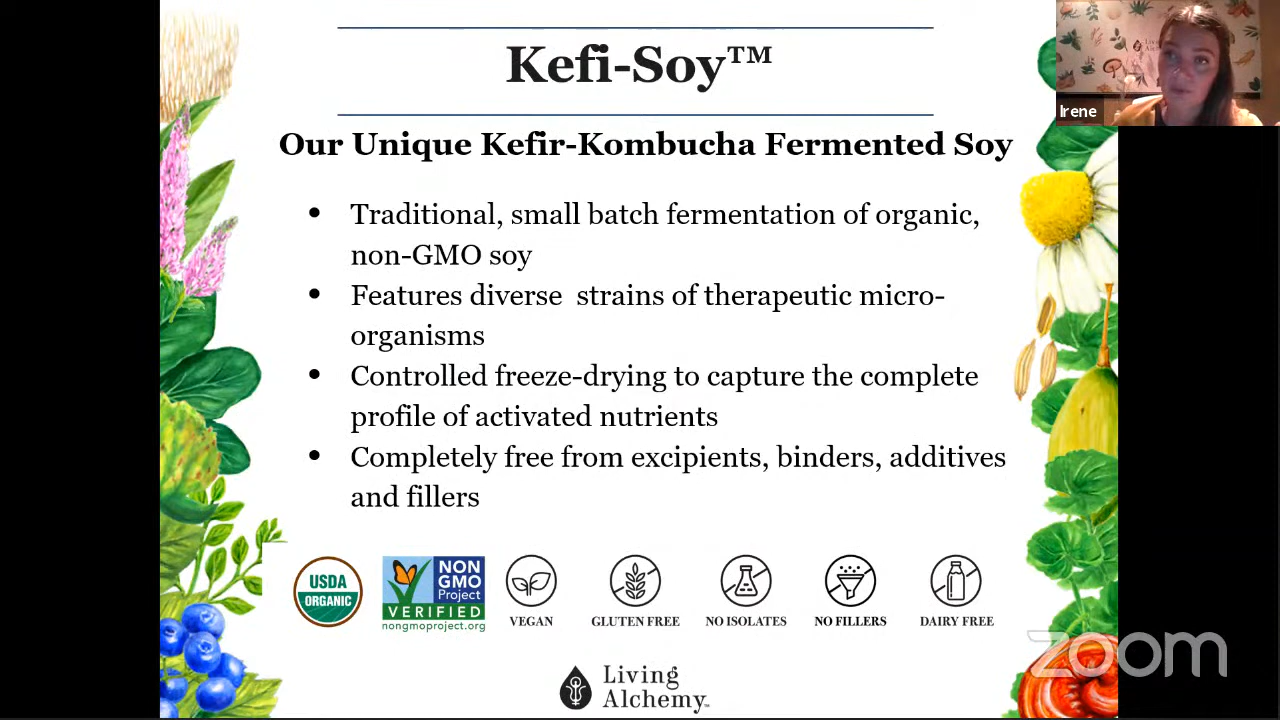 Kefi-Soy™
Irene
Our Unique Kefir-Kombucha Fermented Soy
• Traditional, small batch fermentation of organic,
non-GMO soy
• Features diverse strains of therapeutic micro-
organisms
• Controlled freeze-drying to capture the complete
profile of activated nutrients
• Completely free from excipients, binders, additives
and fillers
USDA
ORGANIC
NON
GMO
Project
VERIFIED
nongmoproject.org
VEGAN
GLUTEN FREE
NO ISOLATES
NO FILLERS
DAIRY FREE
zoom
Living
Alchemy™